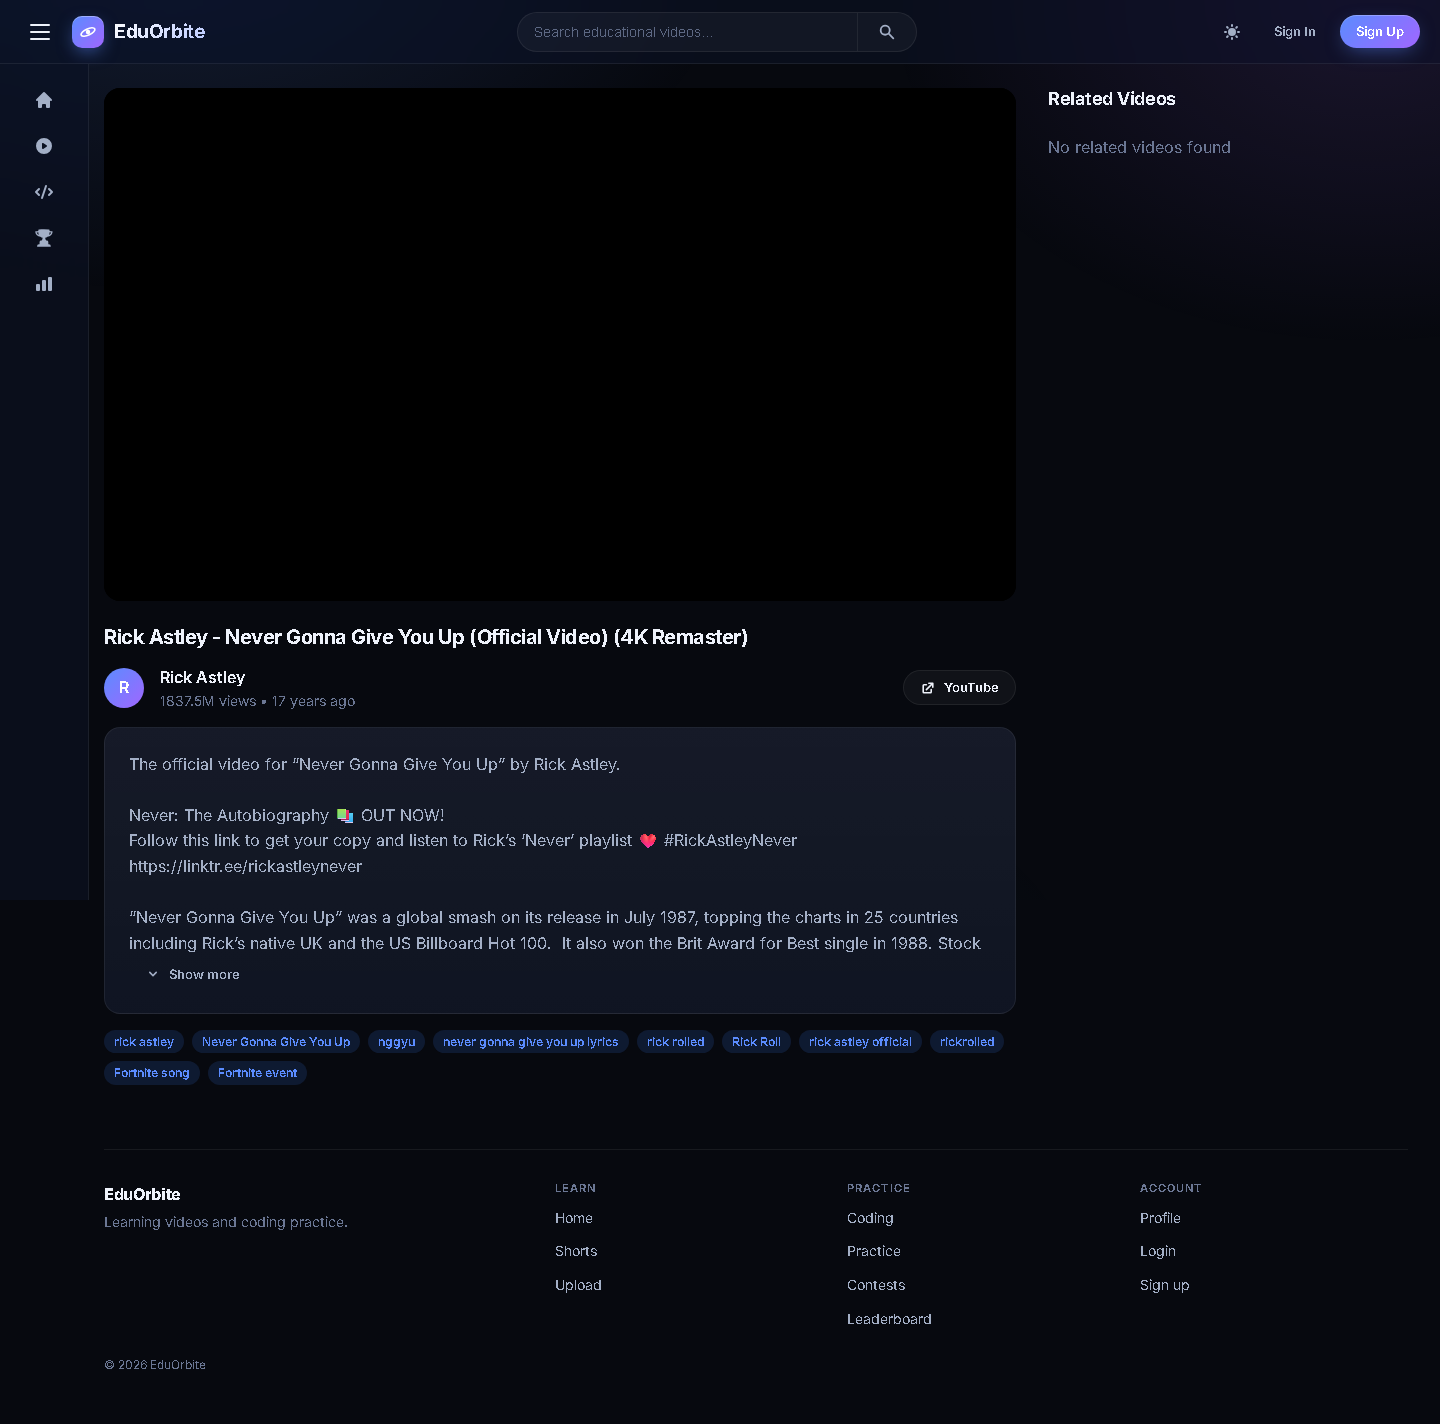 EduOrbite
Search educational videos...
Sign In
Sign Up
Related Videos
No related videos found
Rick Astley - Never Gonna Give You Up (Official Video) (4K Remaster)
R
Rick Astley
1837.5M views • 17 years ago
YouTube
The official video for “Never Gonna Give You Up” by Rick Astley.
Never: The Autobiography 📚 OUT NOW!
Follow this link to get your copy and listen to Rick’s ‘Never’ playlist ❤️ #RickAstleyNever
https://linktr.ee/rickastleynever
“Never Gonna Give You Up” was a global smash on its release in July 1987, topping the charts in 25 countries
including Rick’s native UK and the US Billboard Hot 100.  It also won the Brit Award for Best single in 1988. Stock
Show more
rick astley
Never Gonna Give You Up
nggyu
never gonna give you up lyrics
rick rolled
Rick Roll
rick astley official
rickrolled
Fortnite song
Fortnite event
EduOrbite
Learning videos and coding practice.
LEARN
Home
Shorts
Upload
PRACTICE
Coding
Practice
Contests
Leaderboard
ACCOUNT
Profile
Login
Sign up
© 2026 EduOrbite